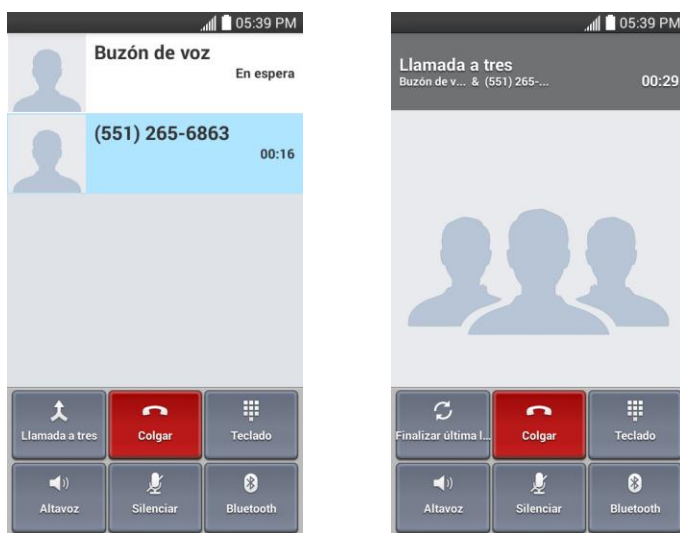 05:39 PM
Buzón de voz
En espera
(551) 265-6863
00:16
Llamada a tres
Colgar
Teclado
Altavoz
Silenciar
Bluetooth
05:39 PM
Llamada a tres
Buzón de v... & (551) 265-...
00:29
Finalizar última l...
Colgar
Teclado
Altavoz
Silenciar
Bluetooth